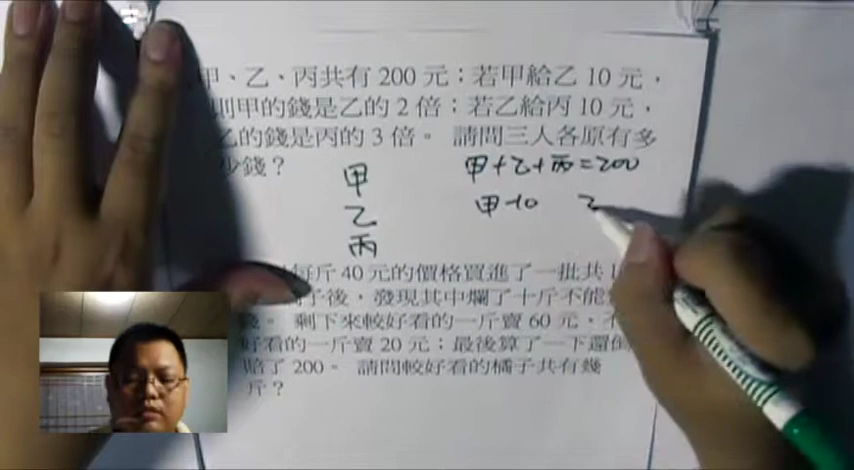 甲、乙、丙共有 200 元；若甲給乙 10 元，
則甲的錢是乙的 2 倍；若乙給丙 10 元，
乙的錢是丙的 3 倍。 請問三人各原有多
少錢？
甲+乙+丙=200
甲
甲-10 乙
乙
丙
每斤 40 元的價格買進了一批共
子後，發現其中爛了十斤不能
剩下來較好看的一斤賣 60 元，不
好看的一斤賣 20 元；最後算了一下還倒
賠了 200。 請問較好看的橘子共有幾
斤？